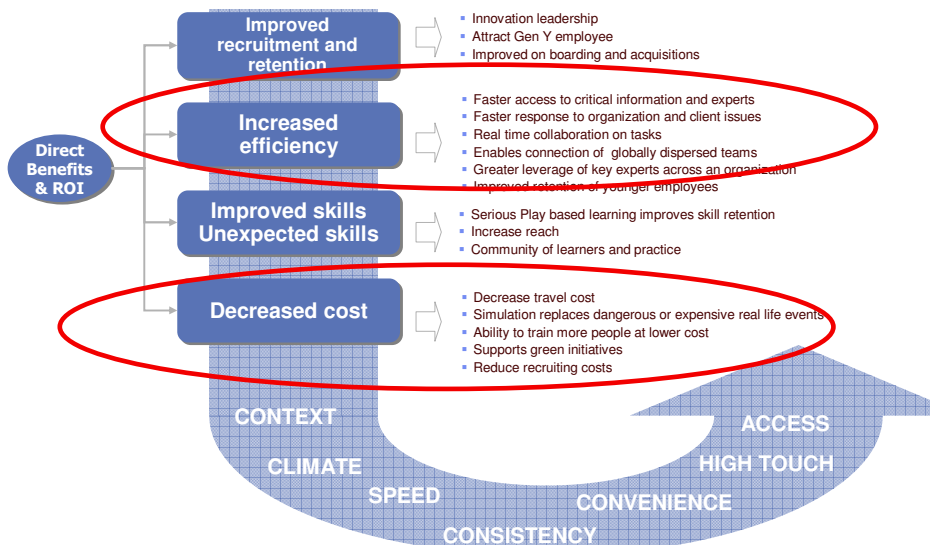 Improved
recruitment and
retention
Innovation leadership
Attract Gen Y employee
Improved on boarding and acquisitions
Increased
efficiency
Faster access to critical information and experts
Faster response to organization and client issues
Real time collaboration on tasks
Enables connection of globally dispersed teams
Greater leverage of key experts across an organization
Improved retention of younger employees
Direct
Benefits
& ROI
Improved skills
Unexpected skills
Serious Play based learning improves skill retention
Increase reach
Community of learners and practice
Decreased cost
Decrease travel cost
Simulation replaces dangerous or expensive real life events
Ability to train more people at lower cost
Supports green initiatives
Reduce recruiting costs
CONTEXT
CLIMATE
SPEED
CONSISTENCY
CONVENIENCE
HIGH TOUCH
ACCESS